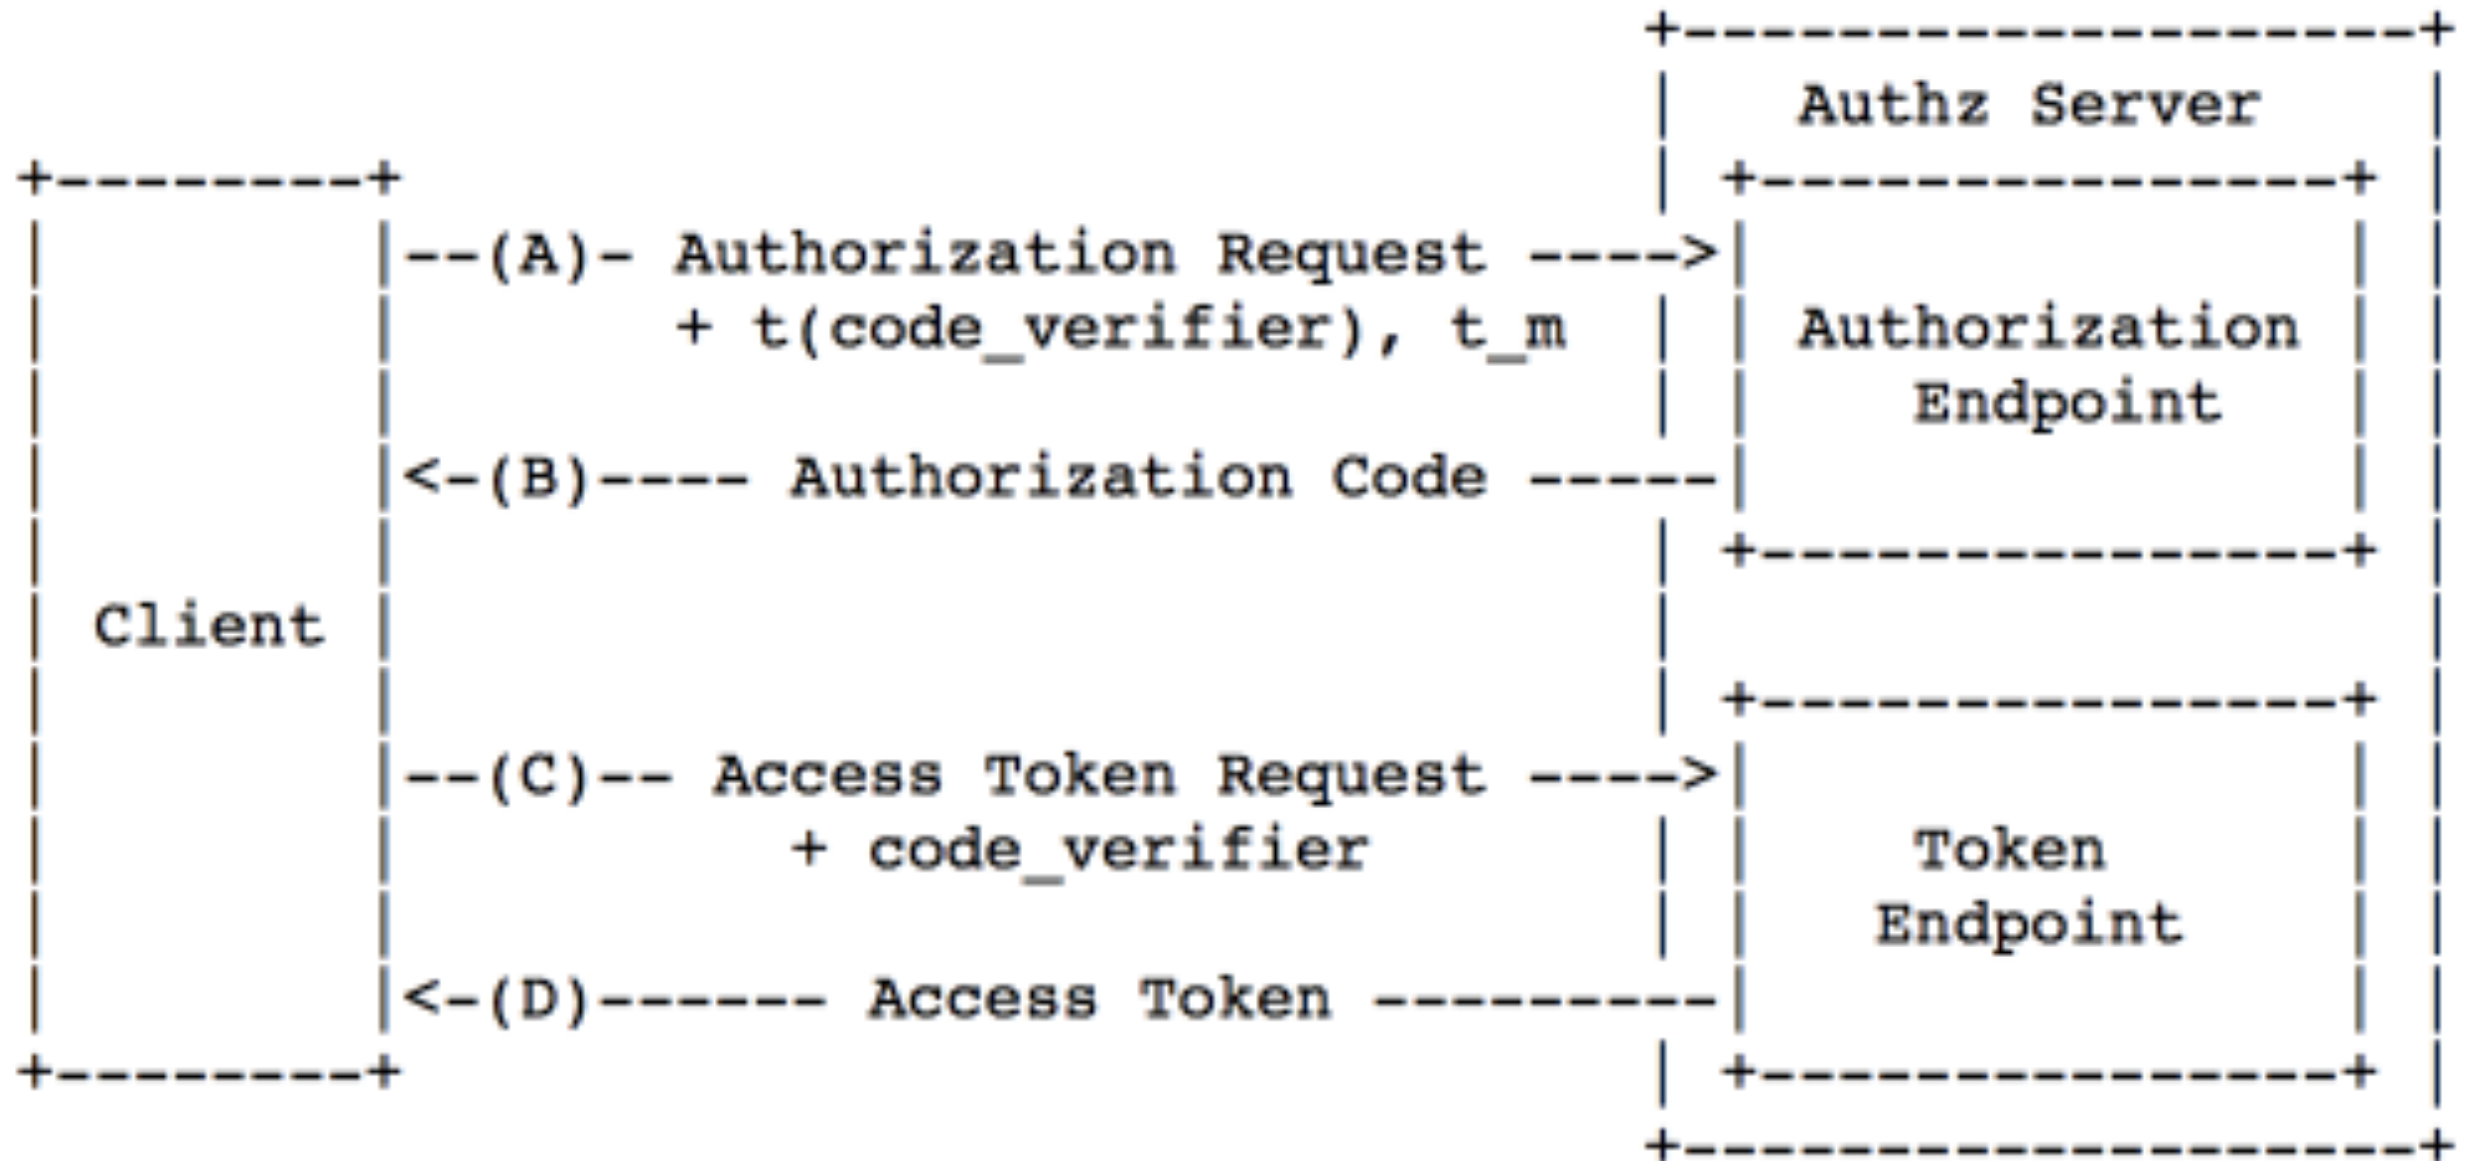 +-------------------+
                                          |   Authz Server    |
+--------+                                | +---------------+ |
|        |--(A)- Authorization Request ---->|               | |
|        |       + t(code_verifier), t_m  | | Authorization | |
|        |                                | |    Endpoint   | |
|        |<-(B)---- Authorization Code -----|               | |
|        |                                | +---------------+ |
| Client |                                |                   |
|        |                                | +---------------+ |
|        |--(C)-- Access Token Request ---->|               | |
|        |          + code_verifier       | |    Token      | |
|        |                                | |   Endpoint    | |
|        |<-(D)------ Access Token ---------|               | |
+--------+                                | +---------------+ |
                                          +-------------------+